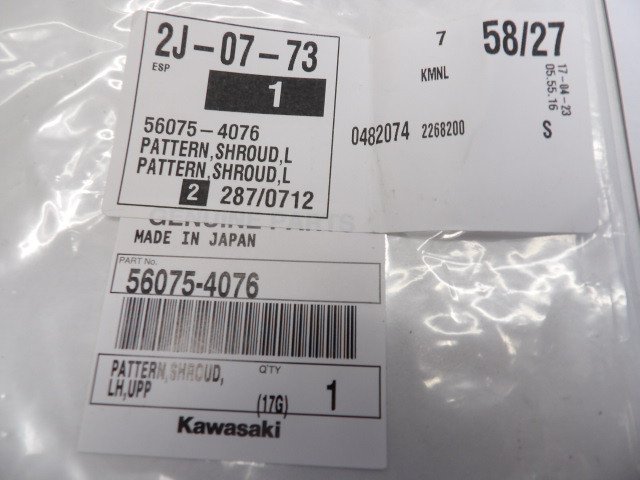 2J-07-73
ESP
1
56075-4076
PATTERN,SHROUD,L
PATTERN,SHROUD,L
2 287/0712
7
58/27
KMNL
0482074 2268200
17-04-23
05.55.16
S
GENUINE PARTS
MADE IN JAPAN
PART No.
56075-4076
PATTERN,SHROUD,
LH,UPP
Q'TY
(17G)
1
Kawasaki